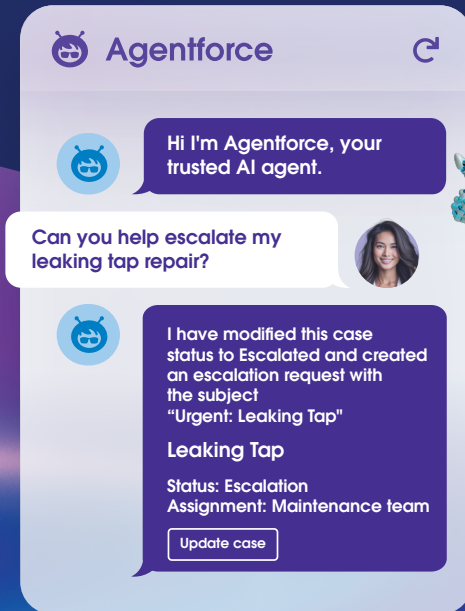 Agentforce
Hi I'm Agentforce, your
trusted AI agent.
Can you help escalate my
leaking tap repair?
I have modified this case
status to Escalated and created
an escalation request with
the subject
“Urgent: Leaking Tap"
Leaking Tap
Status: Escalation
Assignment: Maintenance team
Update case